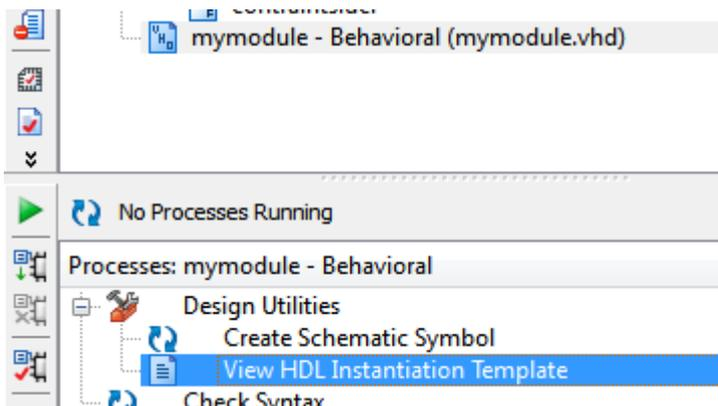 mymodule - Behavioral (mymodule.vhd)
No Processes Running
Processes: mymodule - Behavioral
Design Utilities
Create Schematic Symbol
View HDL Instantiation Template
Check Syntax